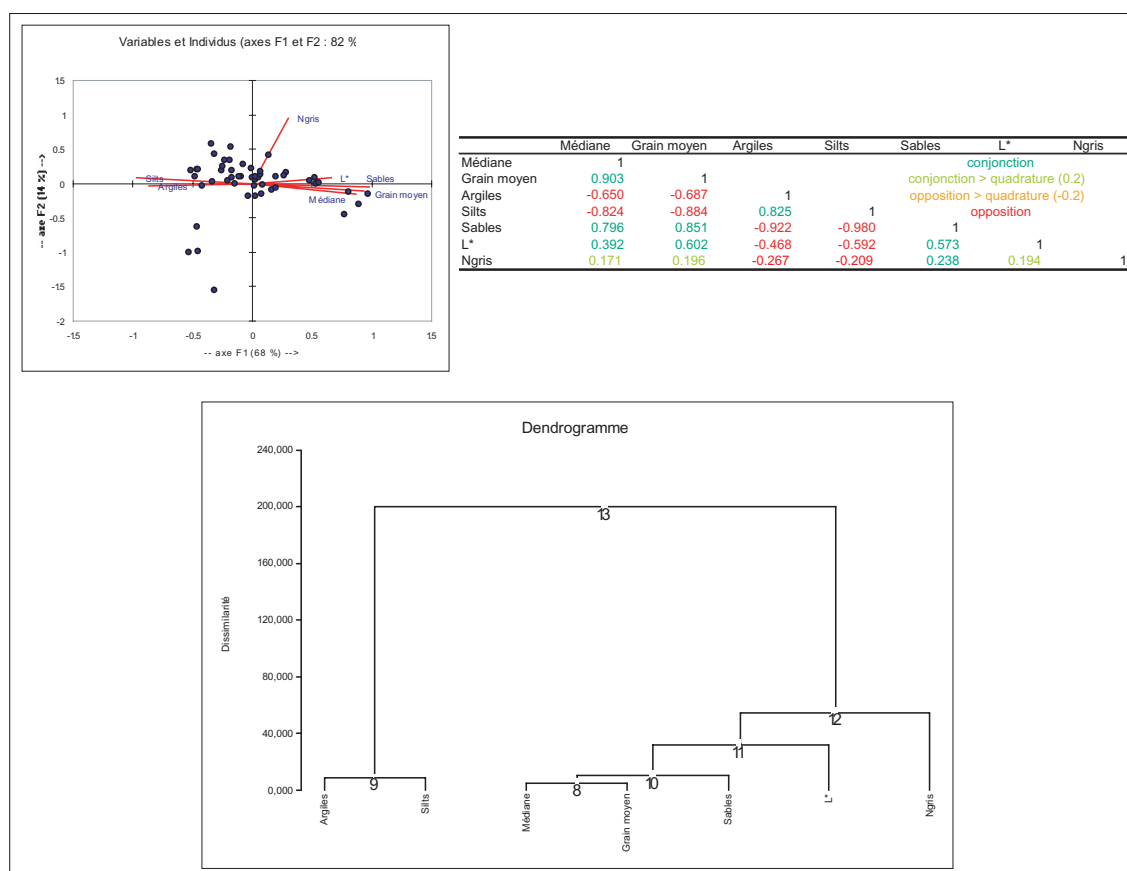 Variables et Individus (axes F1 et F2 : 82 %
15
1
0.5
0
-0.5
-1
-1.5
-2
-- axe F2 (14 %) -->
Ngris
Silts
Argiles
L*
Sables
Médiane
Grain moyen
-15
-1
-0.5
0
0.5
1
15
-- axe F1 (68 %) -->
Médiane Grain moyen Argiles Silts Sables L* Ngris
Médiane 1 conjonction
Grain moyen 0.903 1 conjonction > quadrature (0.2)
Argiles -0.650 -0.687 1 opposition > quadrature (-0.2)
Silts -0.824 -0.884 0.825 1 opposition
Sables 0.796 0.851 -0.922 -0.980 1
L* 0.392 0.602 -0.468 -0.592 0.573 1
Ngris 0.171 0.196 -0.267 -0.209 0.238 0.194 1
Dendrogramme
240,000
200,000
160,000
120,000
80,000
40,000
0,000
Dissimilarité
13
12
11
10
9
8
Argiles
Silts
Médiane
Grain moyen
Sables
L*
Ngris